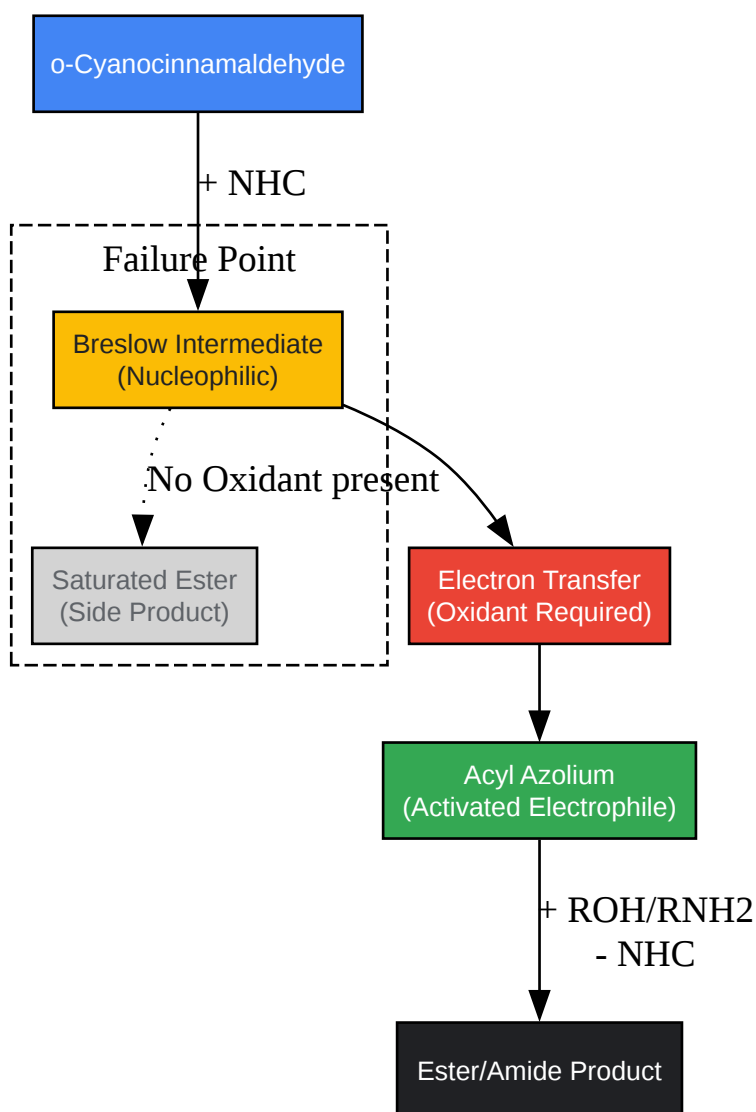 o-Cyanocinnamaldehyde
+ NHC
Failure Point
Breslow Intermediate
(Nucleophilic)
No Oxidant present
Saturated Ester
(Side Product)
Electron Transfer
(Oxidant Required)
Acyl Azolium
(Activated Electrophile)
+ ROH/RNH2
- NHC
Ester/Amide Product